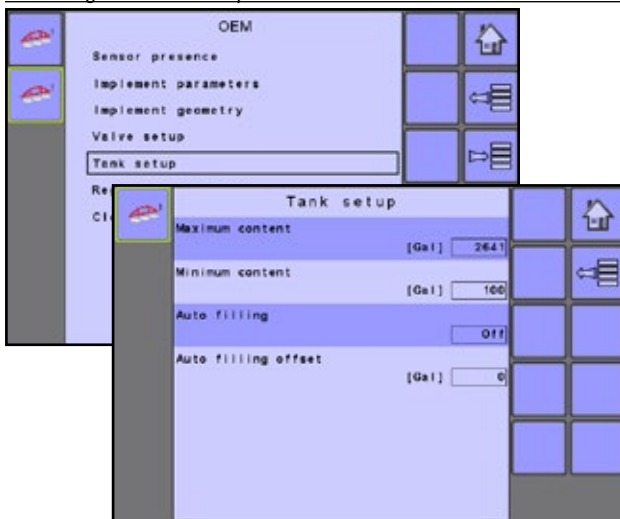 OEM
Sensor presence
Implement parameters
Implement geometry
Valve setup
Tank setup
Re
Cl
Tank setup
Maximum content
[Gal] 2641
Minimum content
[Gal] 100
Auto filling
Off
Auto filling offset
[Gal] 0